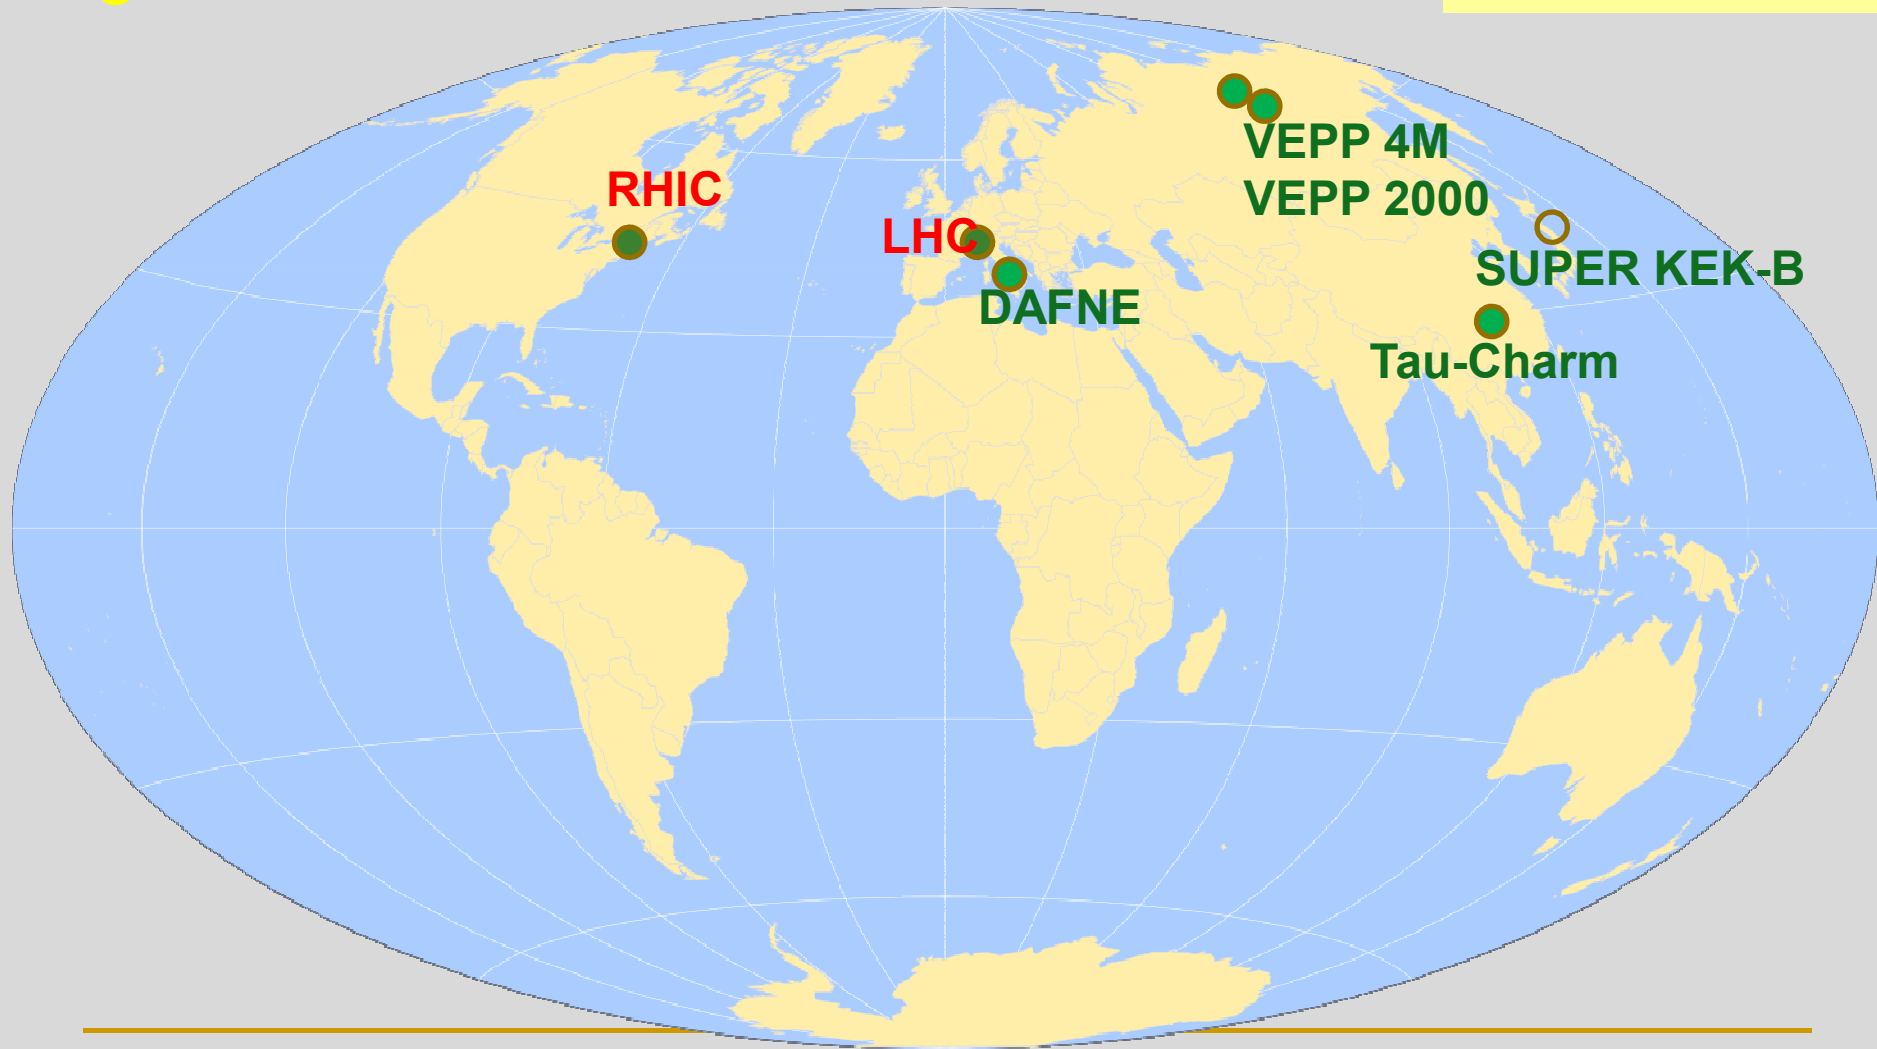 VEPP 4M
VEPP 2000
RHIC
LHC
SUPER KEK-B
DAFNE
Tau-Charm